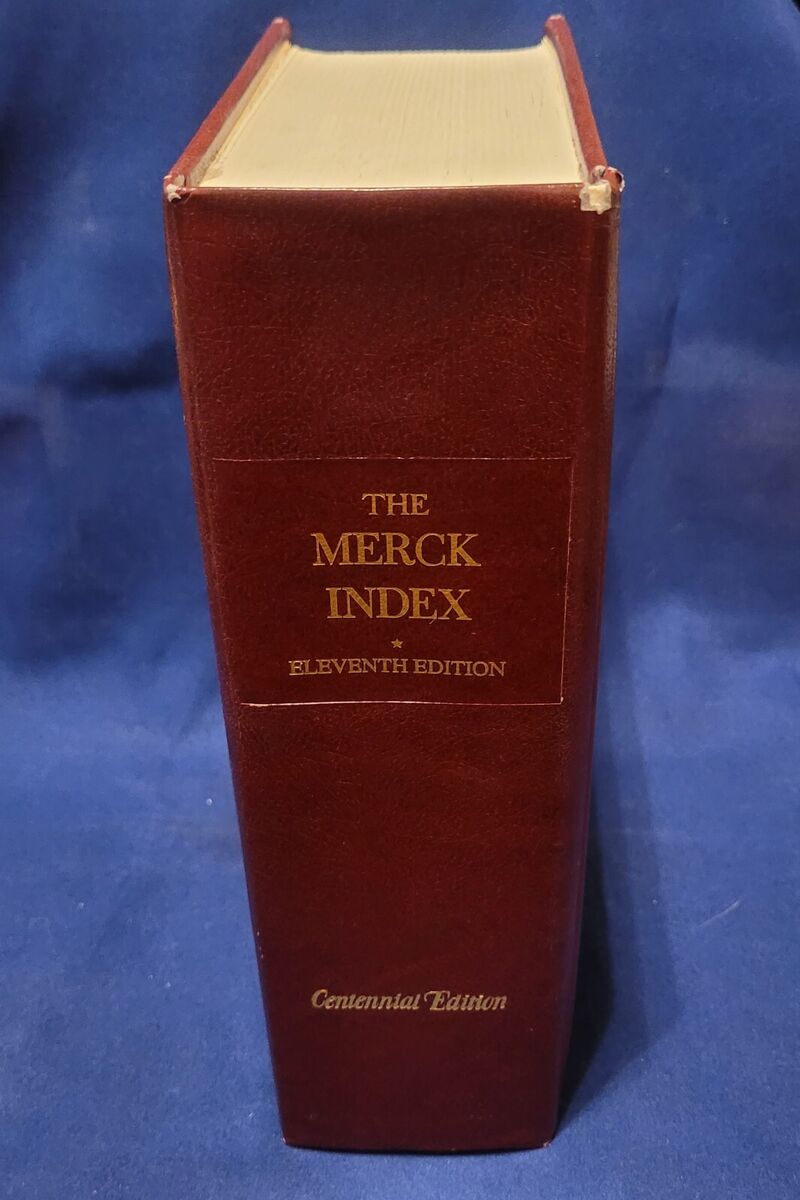 THE
MERCK
INDEX
★
ELEVENTH EDITION
Centennial Edition